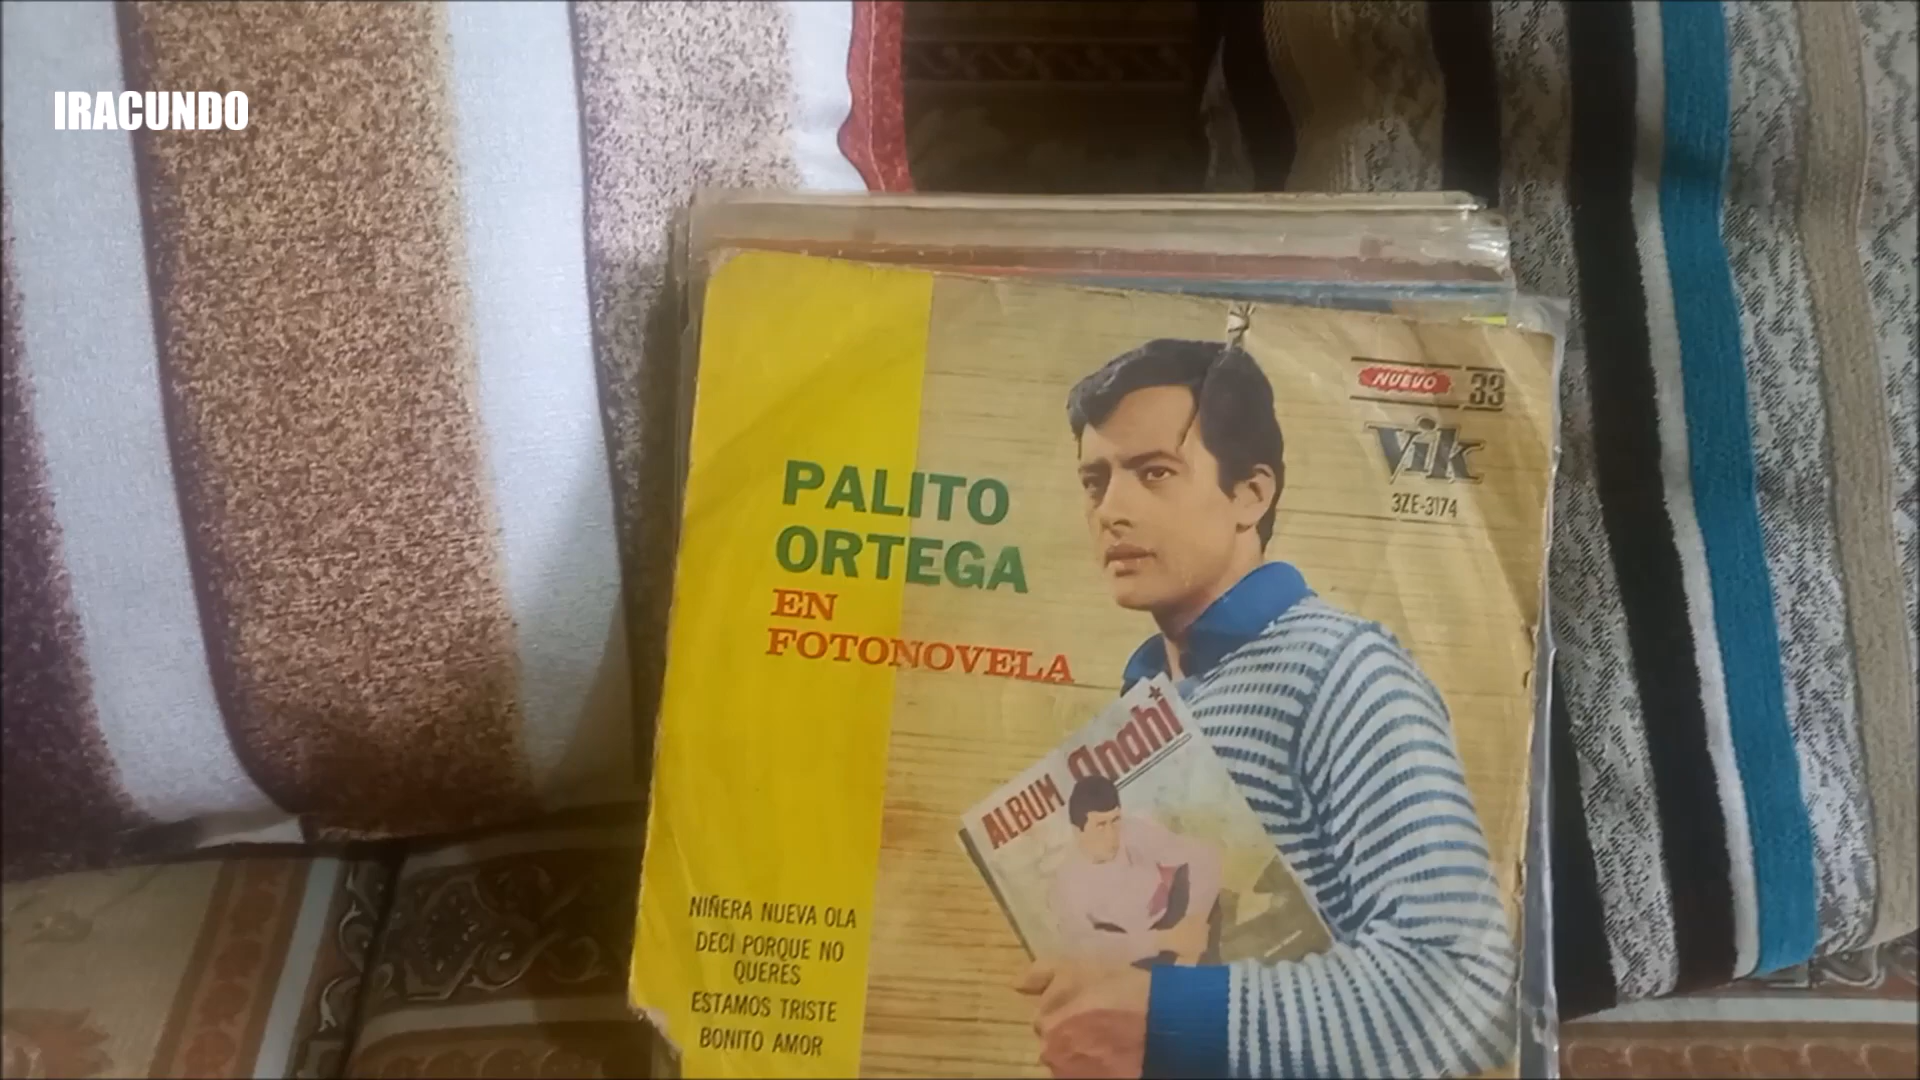 IRACUNDO
NUEVO 33
Vik
3ZE-3174
PALITO
ORTEGA
EN
FOTONOVELA
ALBUM Anahi
NIÑERA NUEVA OLA
DECI PORQUE NO
QUERES
ESTAMOS TRISTE
BONITO AMOR